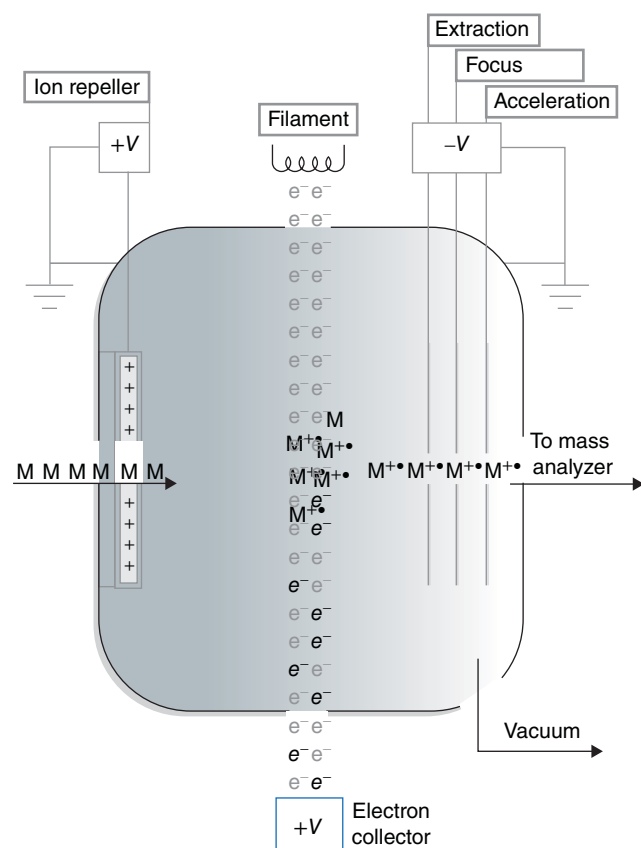 Extraction
Focus
Ion repeller
Acceleration
Filament
+V
−V
e⁻ e⁻
e⁻ e⁻
e⁻ e⁻
e⁻ e⁻
e⁻ e⁻
e⁻ e⁻
e⁻ e⁻
e⁻ e⁻
+
+
+
+
e⁻ e⁻ M
e⁻ e⁻
M⁺• M⁺•
To mass
analyzer
M M M M M M
e⁻ e⁻
M⁺• M⁺•
M⁺• M⁺• M⁺• M⁺•
e⁻ e⁻
M⁺•
e⁻ e⁻
+
+
+
+
e⁻ e⁻
e⁻ e⁻
e⁻ e⁻
e⁻ e⁻
e⁻ e⁻
e⁻ e⁻
e⁻ e⁻
Vacuum
e⁻ e⁻
e⁻ e⁻
+V
Electron
collector